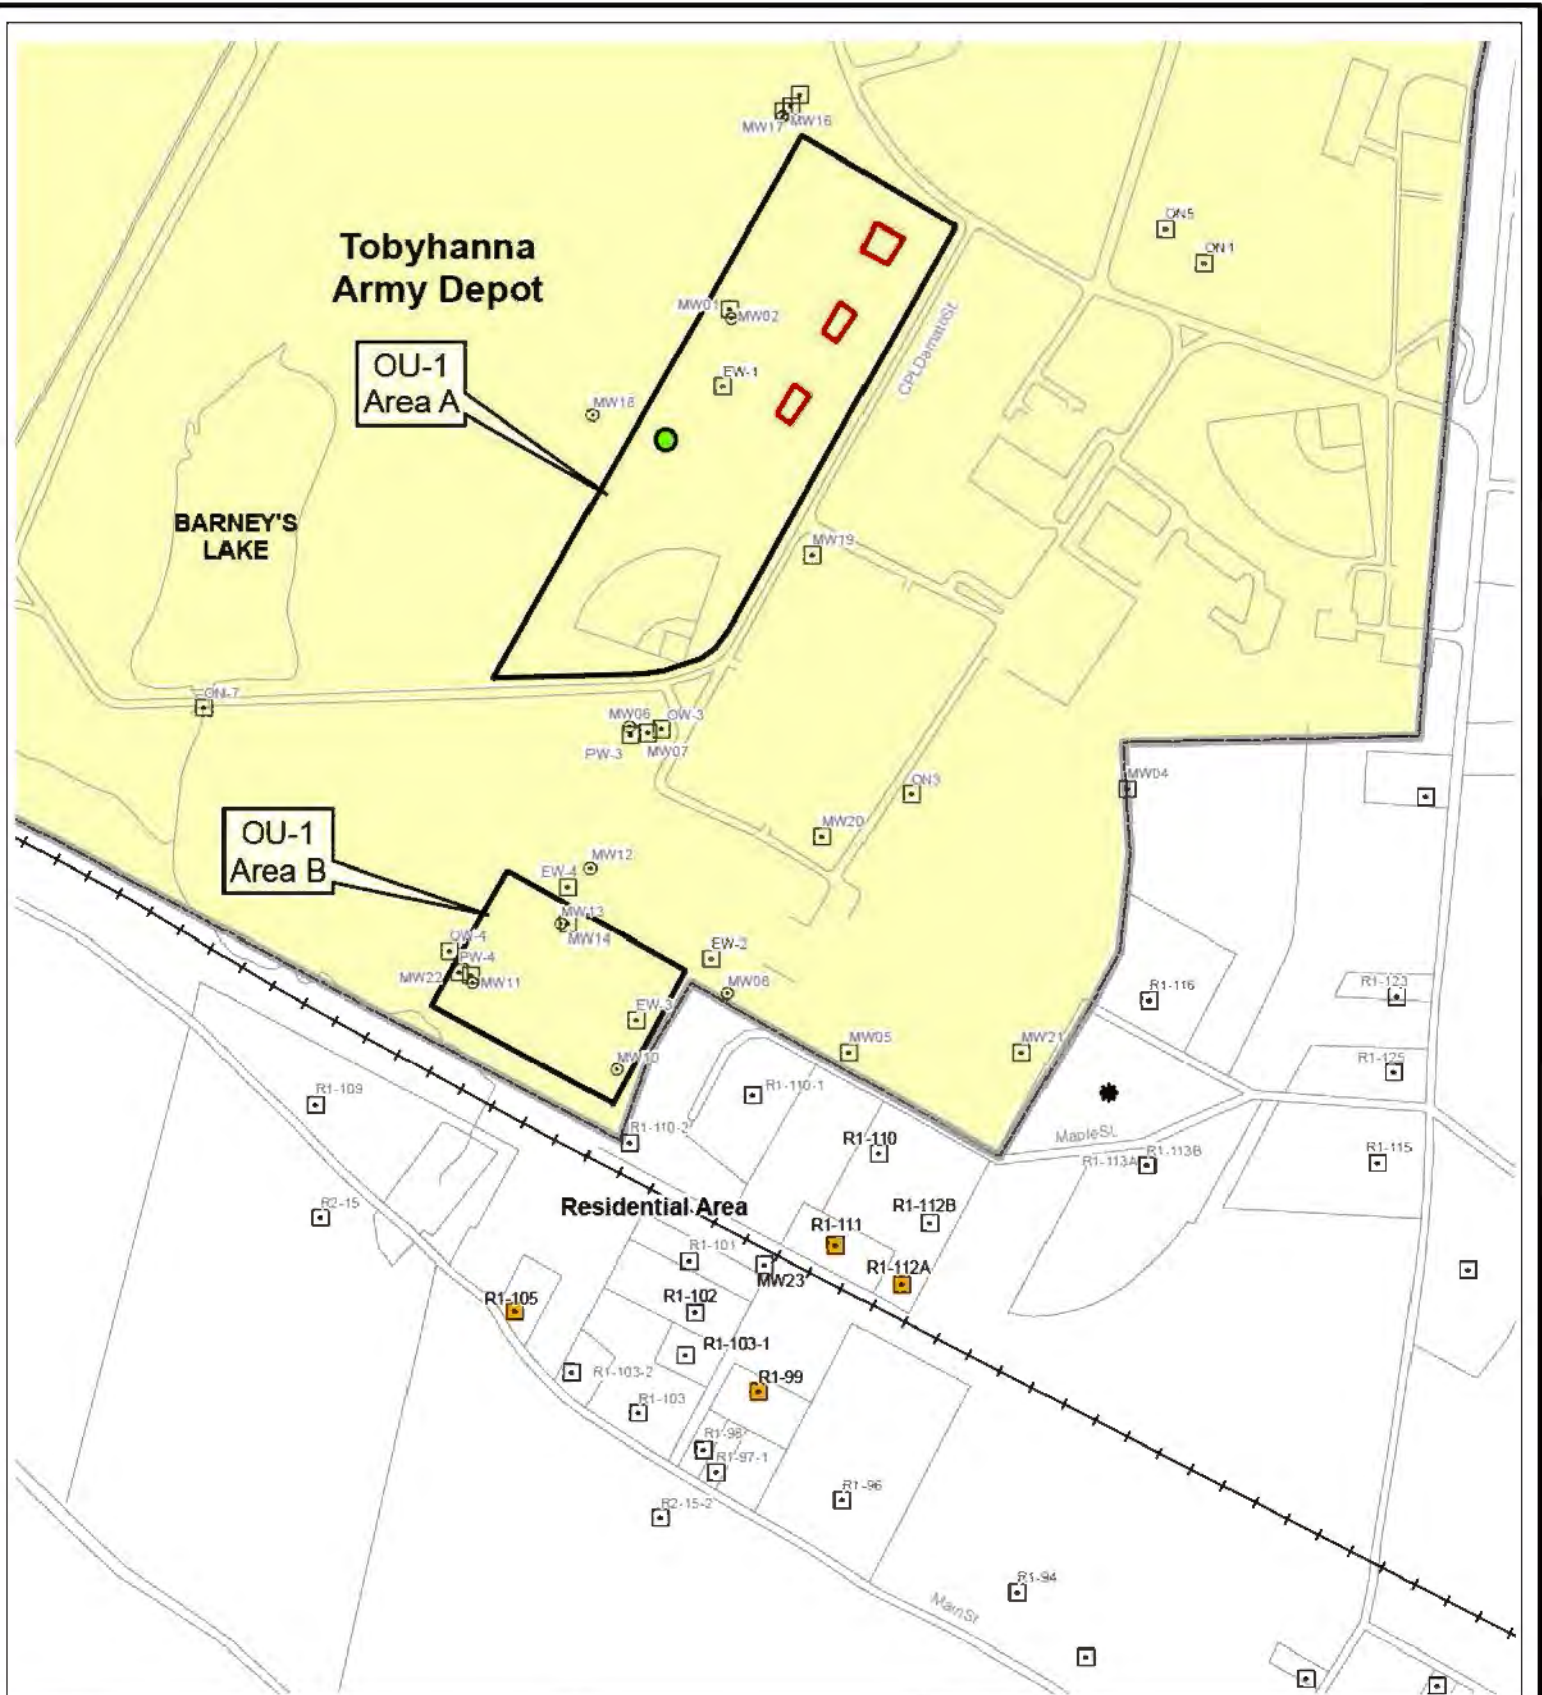 MW17
MW16
ON5
ON1
Tobyhanna
Army Depot
MW01
MW02
CPLDamatoSt.
OU-1
Area A
EW-1
MW18
BARNEY'S
LAKE
MW19
ON-7
MW06
OW-3
PW-3
MW07
MW04
ON3
OU-1
Area B
MW20
MW12
EW-4
MW13
MW14
OW-4
PW-4
MW22
MW11
EW-2
MW08
EW-3
R1-116
R1-123
MW05
MW21
MW10
R1-125
R1-109
R1-110-1
R1-110-2
R1-110
MapleSt.
R1-113A
R1-113B
R1-115
R2-15
Residential Area
R1-112B
R1-111
R1-101
MW23
R1-112A
R1-105
R1-102
R1-103-1
R1-103-2
R1-99
R1-103
R1-98
R1-97-1
R1-96
R2-15-2
R1-94
MainSt